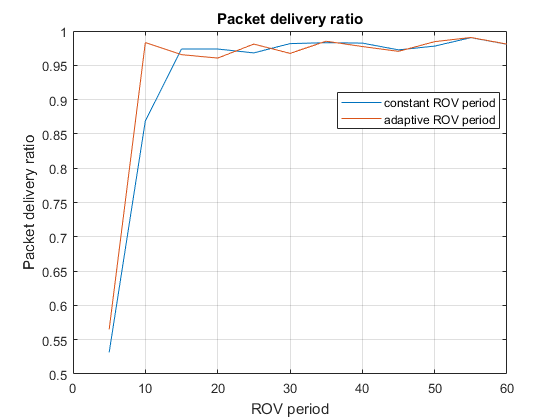 Packet delivery ratio
Packet delivery ratio
1
0.95
0.9
0.85
0.8
0.75
0.7
0.65
0.6
0.55
0.5
constant ROV period
adaptive ROV period
0 10 20 30 40 50 60
ROV period